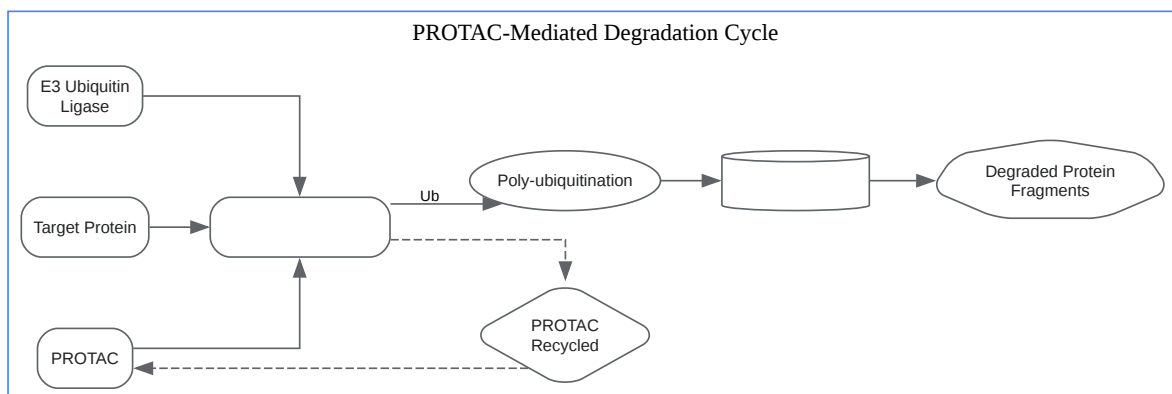 PROTAC-Mediated Degradation Cycle
E3 Ubiquitin
Ligase
Target Protein
PROTAC
Ub
Poly-ubiquitination
PROTAC
Recycled
Degraded Protein
Fragments